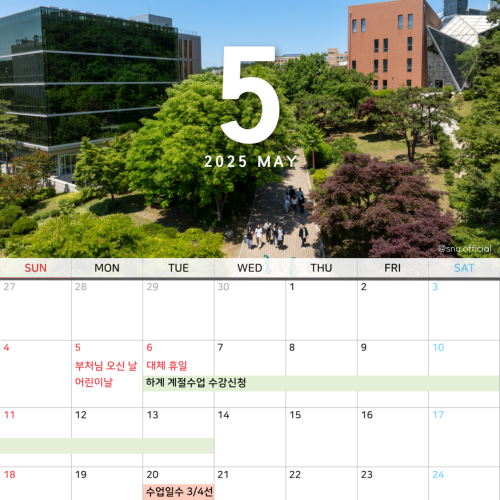 5
2025 MAY
@snu.official
SUN MON TUE WED THU FRI SAT
27 28 29 30 1 2 3
4 5 6 7 8 9 10
부처님 오신 날 대체 휴일
어린이날 하계 계절수업 수강신청
11 12 13 14 15 16 17
18 19 20 21 22 23 24
수업일수 3/4선